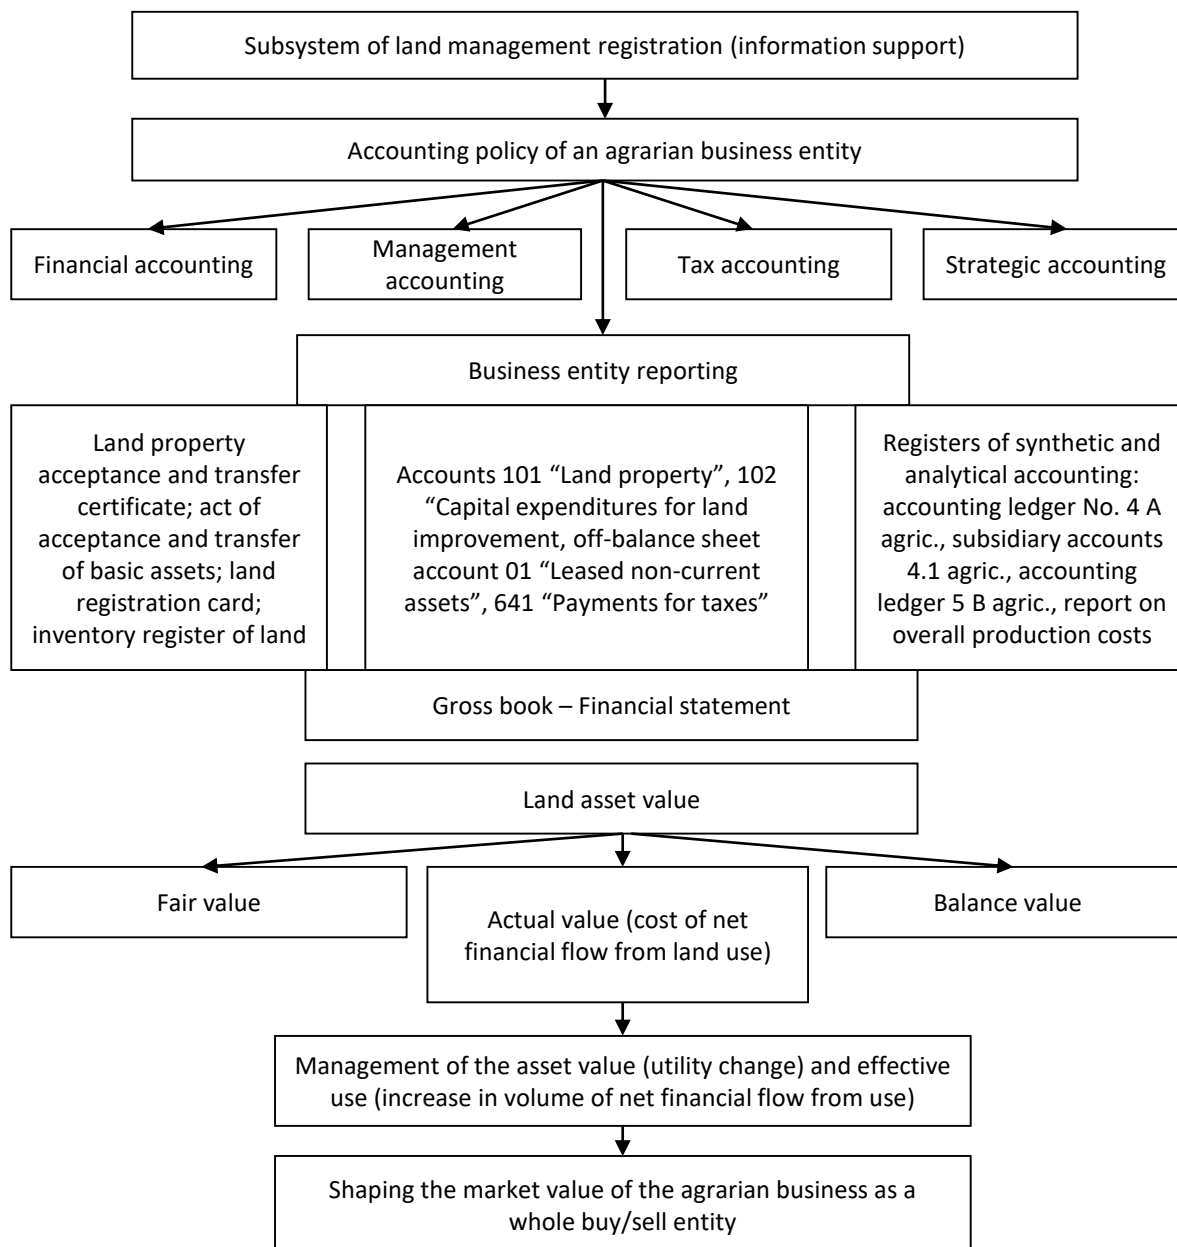 Subsystem of land management registration (information support)
Accounting policy of an agrarian business entity
Financial accounting
Management
accounting
Tax accounting
Strategic accounting
Business entity reporting
Land property
acceptance and transfer
certificate; act of
acceptance and transfer
of basic assets; land
registration card;
inventory register of land
Accounts 101 “Land property”, 102
“Capital expenditures for land
improvement, off-balance sheet
account 01 “Leased non-current
assets”, 641 “Payments for taxes”
Registers of synthetic and
analytical accounting:
accounting ledger No. 4 A
agric., subsidiary accounts
4.1 agric., accounting
ledger 5 B agric., report on
overall production costs
Gross book – Financial statement
Land asset value
Fair value
Actual value (cost of net
financial flow from land use)
Balance value
Management of the asset value (utility change) and effective
use (increase in volume of net financial flow from use)
Shaping the market value of the agrarian business as a
whole buy/sell entity